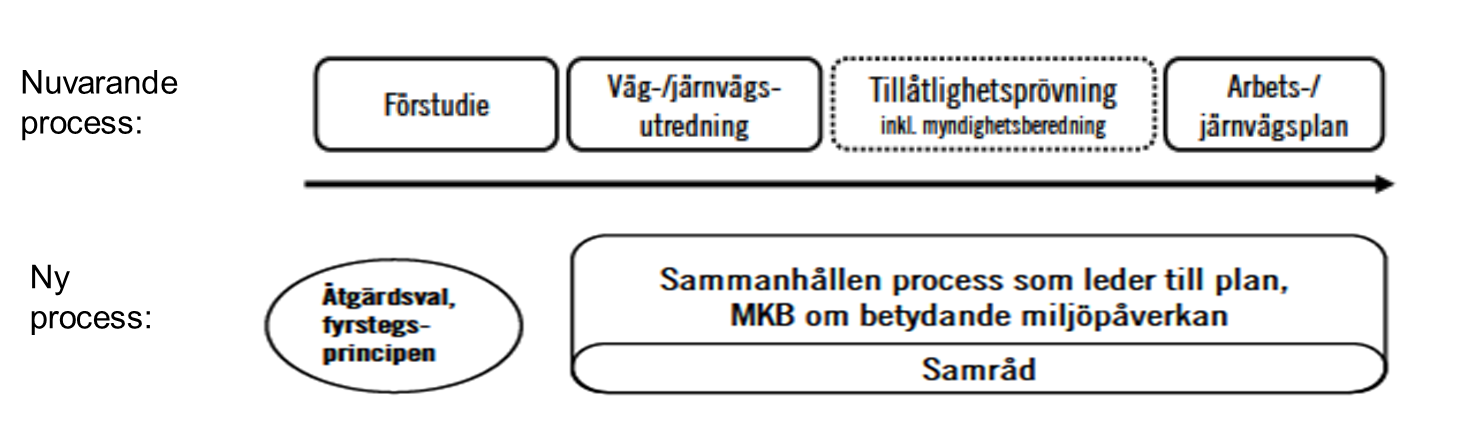 Nuvarande
process:
Förstudie
Väg-/järnvägs-
utredning
Tillåtlighetsprövning
inkl. myndighetsberedning
Arbets-/
järnvägsplan
Ny
process:
Åtgärdsval,
fyrstegs-
principen
Sammanhållen process som leder till plan,
MKB om betydande miljöpåverkan
Samråd